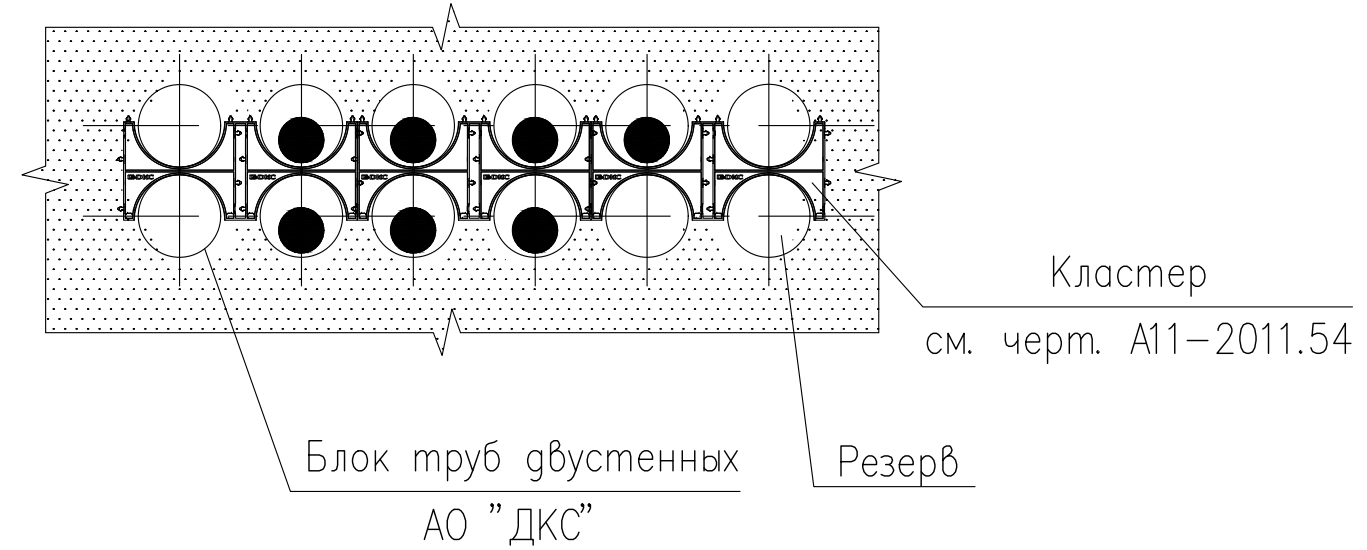 Кластер
см. черт. А11-2011.54
Блок труб двустенных
АО "ДКС"
Резерв